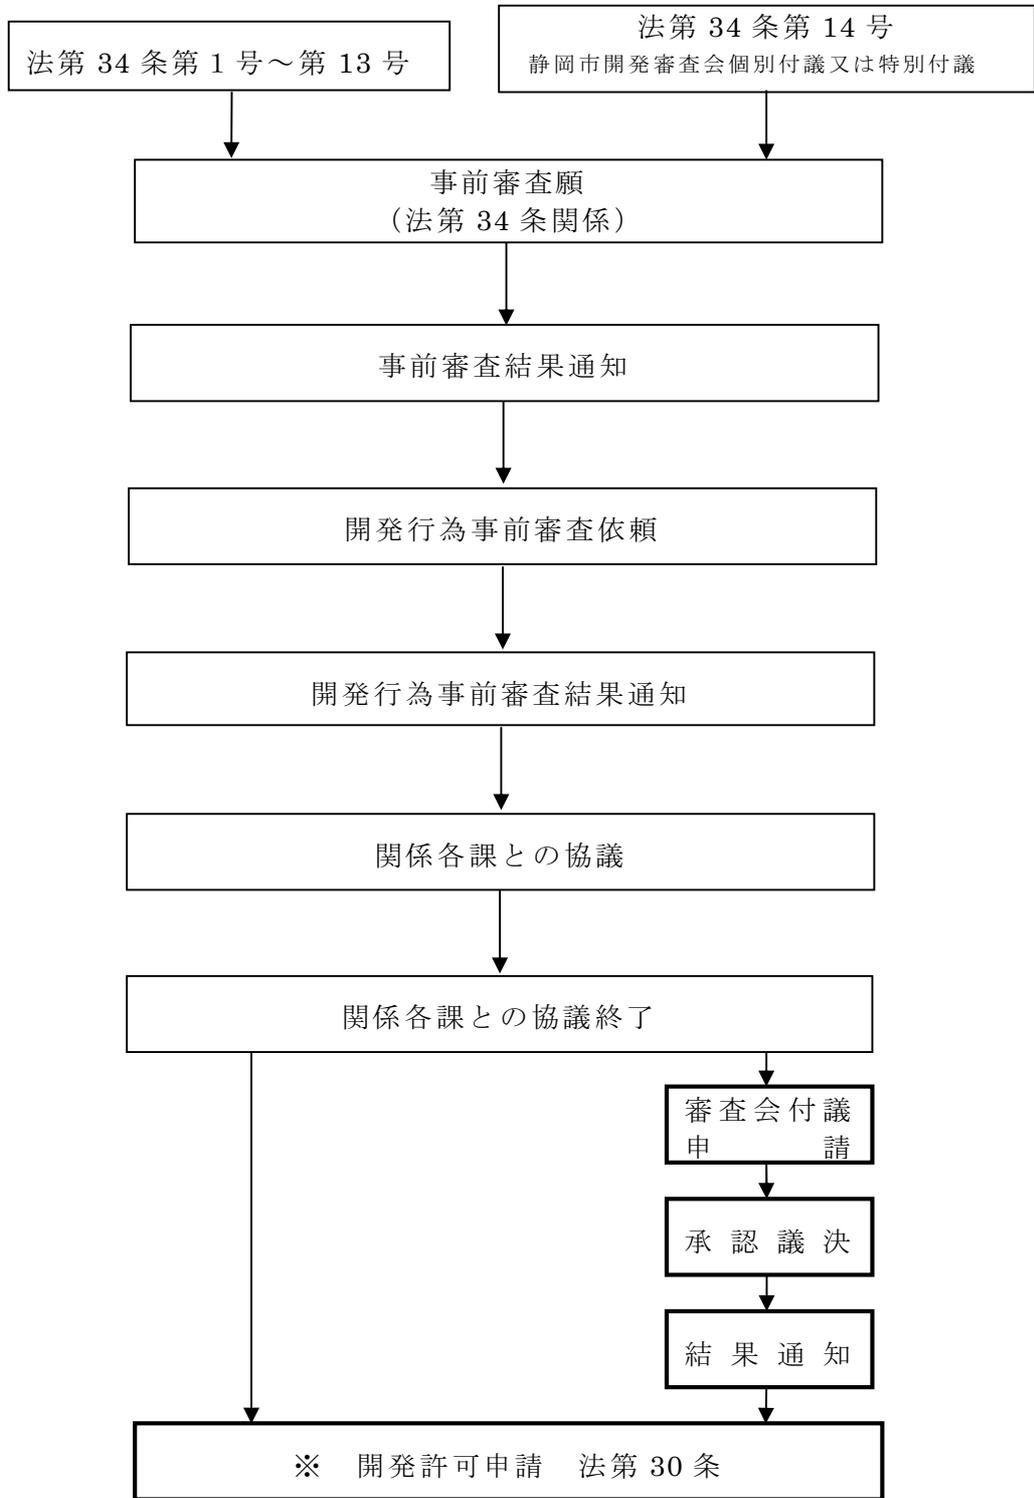 法第 34 条第 1 号～第 13 号
法第 34 条第 14 号
静岡市開発審査会個別付議又は特別付議
事前審査願
（法第 34 条関係）
事前審査結果通知
開発行為事前審査依頼
開発行為事前審査結果通知
関係各課との協議
関係各課との協議終了
審査会付議
申　　　請
承 認 議 決
結 果 通 知
※　開発許可申請　法第 30 条